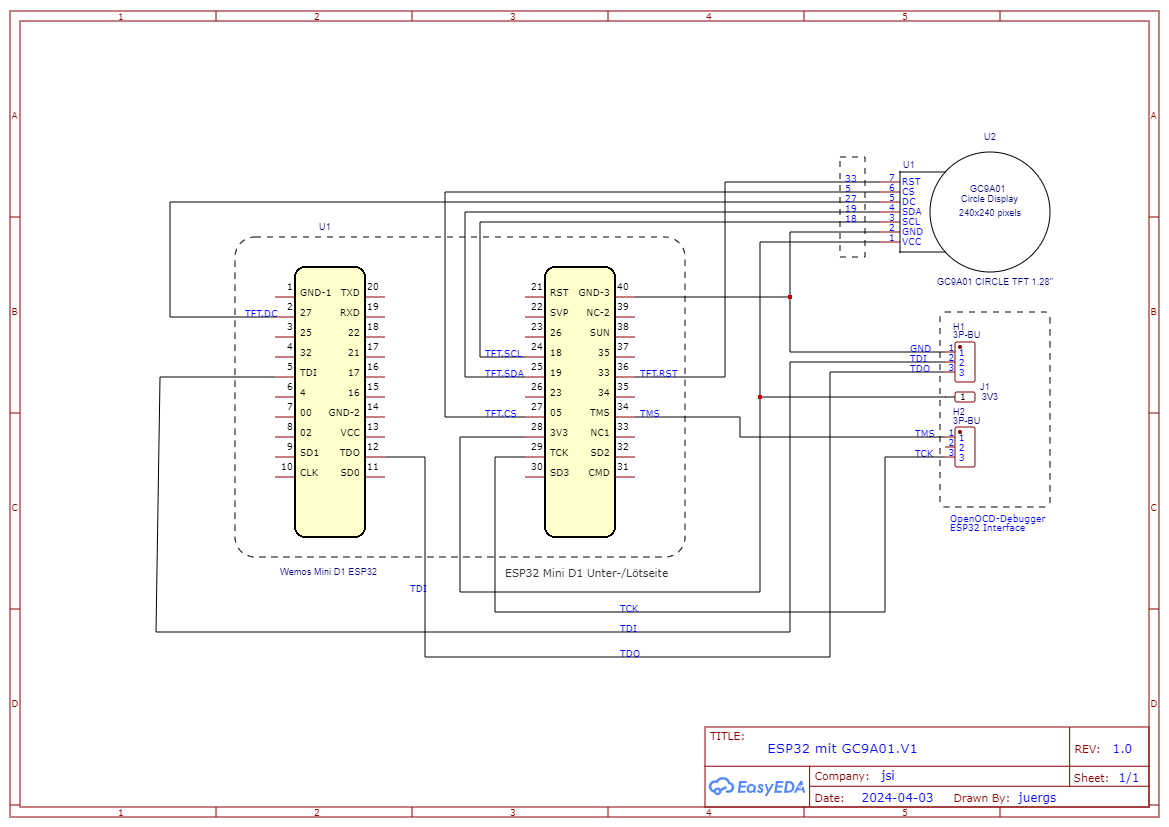 1 2 3 4 5
A A
B B
C C
D D
U2
U1
GC9A01
Circle Display
240x240 pixels
33 7 RST
5 6 CS
27 5 DC
19 4 SDA
18 3 SCL
2 GND
1 VCC
GC9A01 CIRCLE TFT 1.28"
U1
1 GND-1 TXD 20
TFT.DC 2 27 RXD 19
3 25 22 18
4 32 21 17
5 TDI 17 16
6 4 16 15
7 00 GND-2 14
8 02 VCC 13
9 SD1 TDO 12
10 CLK SD0 11
Wemos Mini D1 ESP32
21 RST GND-3 40
22 SVP NC-2 39
23 26 SUN 38
TFT.SCL 24 18 35 37
TFT.SDA 25 19 33 36 TFT.RST
26 23 34 35
TFT.CS 27 05 TMS 34 TMS
28 3V3 NC1 33
29 TCK SD2 32
30 SD3 CMD 31
ESP32 Mini D1 Unter-/Lötseite
H1
3P-BU
GND 1 1
TDI 2 2
TDO 3 3
J1
1 3V3
H2
3P-BU
TMS 1 1
2 2
TCK 3 3
OpenOCD-Debugger
ESP32 Interface
TDI
TCK
TDI
TDO
TITLE:
ESP32 mit GC9A01.V1
REV: 1.0
EasyEDA
Company: jsi
Sheet: 1/1
Date: 2024-04-03 Drawn By: juergs
1 2 3 4 5